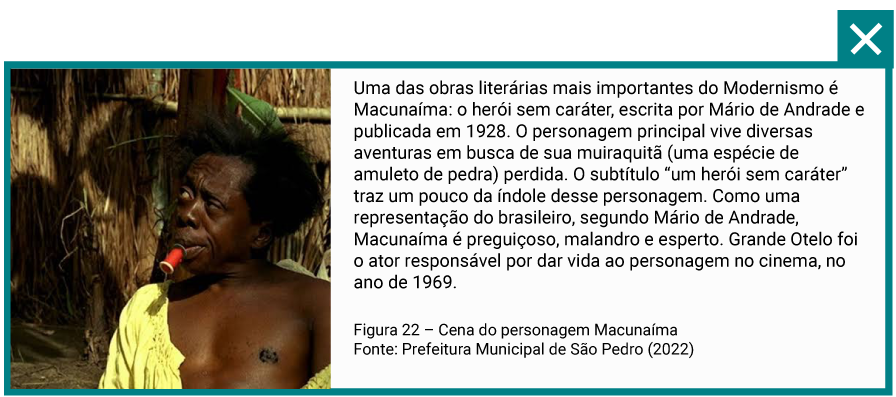 Uma das obras literárias mais importantes do Modernismo é
Macunaíma: o herói sem caráter, escrita por Mário de Andrade e
publicada em 1928. O personagem principal vive diversas
aventuras em busca de sua muiraquitã (uma espécie de
amuleto de pedra) perdida. O subtítulo “um herói sem caráter”
traz um pouco da índole desse personagem. Como uma
representação do brasileiro, segundo Mário de Andrade,
Macunaíma é preguiçoso, malandro e esperto. Grande Otelo foi
o ator responsável por dar vida ao personagem no cinema, no
ano de 1969.
Figura 22 – Cena do personagem Macunaíma
Fonte: Prefeitura Municipal de São Pedro (2022)